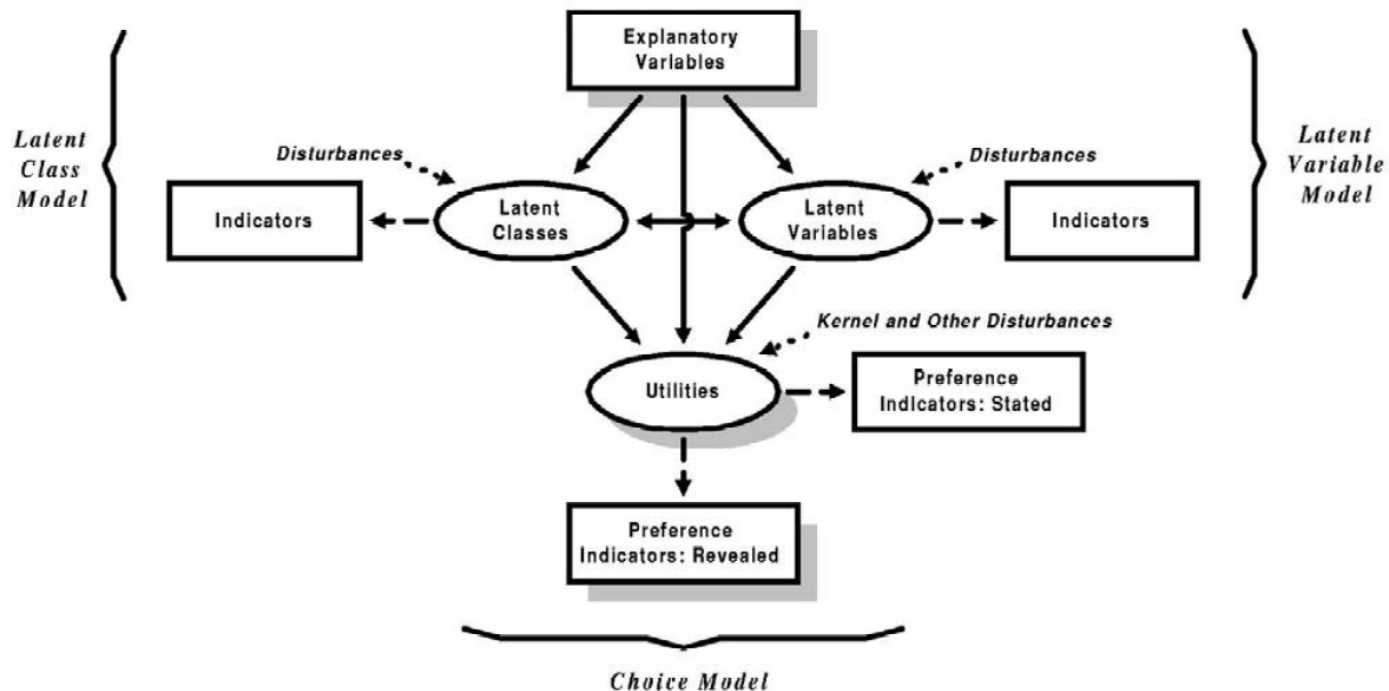 Explanatory
Variables
Latent
Class
Model
Latent
Variable
Model
Disturbances
Disturbances
Indicators
Latent
Classes
Latent
Variables
Indicators
Kernel and Other Disturbances
Utilities
Preference
Indicators: Stated
Preference
Indicators: Revealed
Choice Model